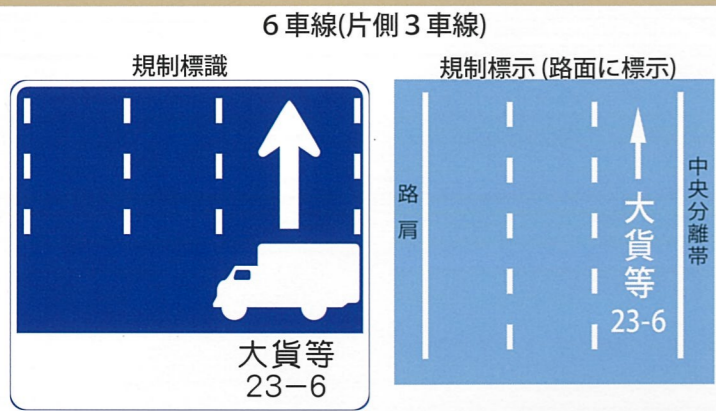 6車線(片側3車線)
規制標識
規制標示(路面に標示)
大貨等
23-6
路肩
大貨等
23-6
中央分離帯